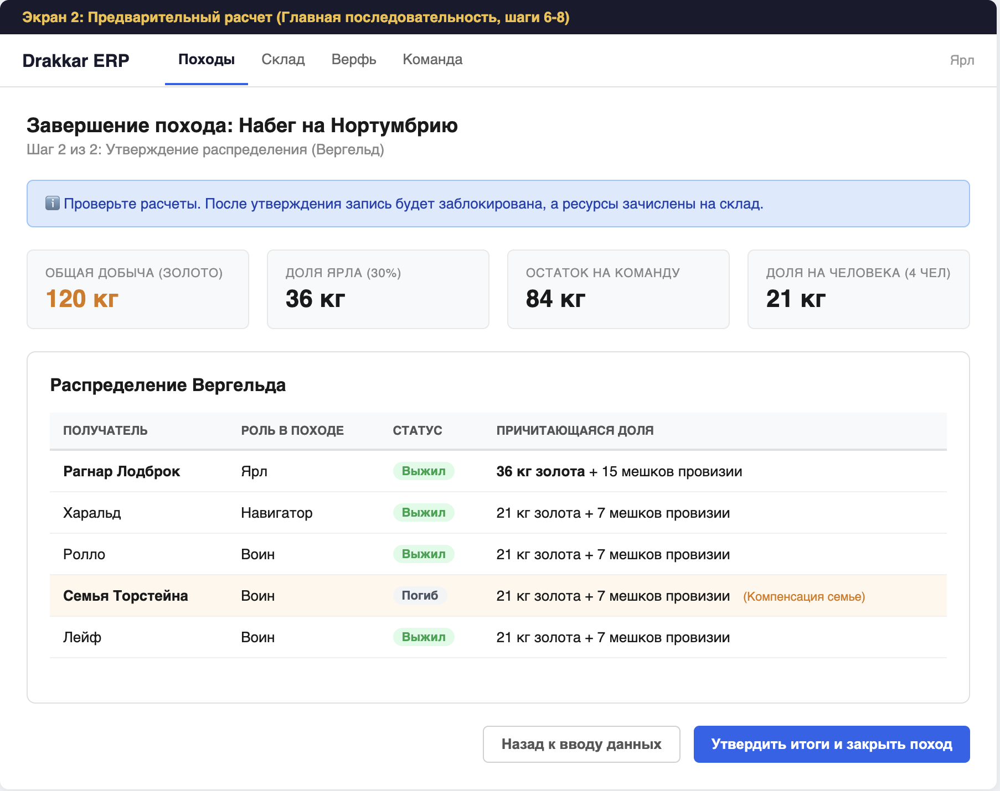 Экран 2: Предварительный расчет (Главная последовательность, шаги 6-8)
Drakkar ERP Походы Склад Верфь Команда Ярл
Завершение похода: Набег на Нортумбрию
Шаг 2 из 2: Утверждение распределения (Вергельд)
Проверьте расчеты. После утверждения запись будет заблокирована, а ресурсы зачислены на склад.
ОБЩАЯ ДОБЫЧА (ЗОЛОТО)
120 кг
ДОЛЯ ЯРЛА (30%)
36 кг
ОСТАТОК НА КОМАНДУ
84 кг
ДОЛЯ НА ЧЕЛОВЕКА (4 ЧЕЛ)
21 кг
Распределение Вергельда
ПОЛУЧАТЕЛЬ РОЛЬ В ПОХОДЕ СТАТУС ПРИЧИТАЮЩАЯСЯ ДОЛЯ
Рагнар Лодброк Ярл Выжил 36 кг золота + 15 мешков провизии
Харальд Навигатор Выжил 21 кг золота + 7 мешков провизии
Ролло Воин Выжил 21 кг золота + 7 мешков провизии
Семья Торстейна Воин Погиб 21 кг золота + 7 мешков провизии (Компенсация семье)
Лейф Воин Выжил 21 кг золота + 7 мешков провизии
Назад к вводу данных Утвердить итоги и закрыть поход